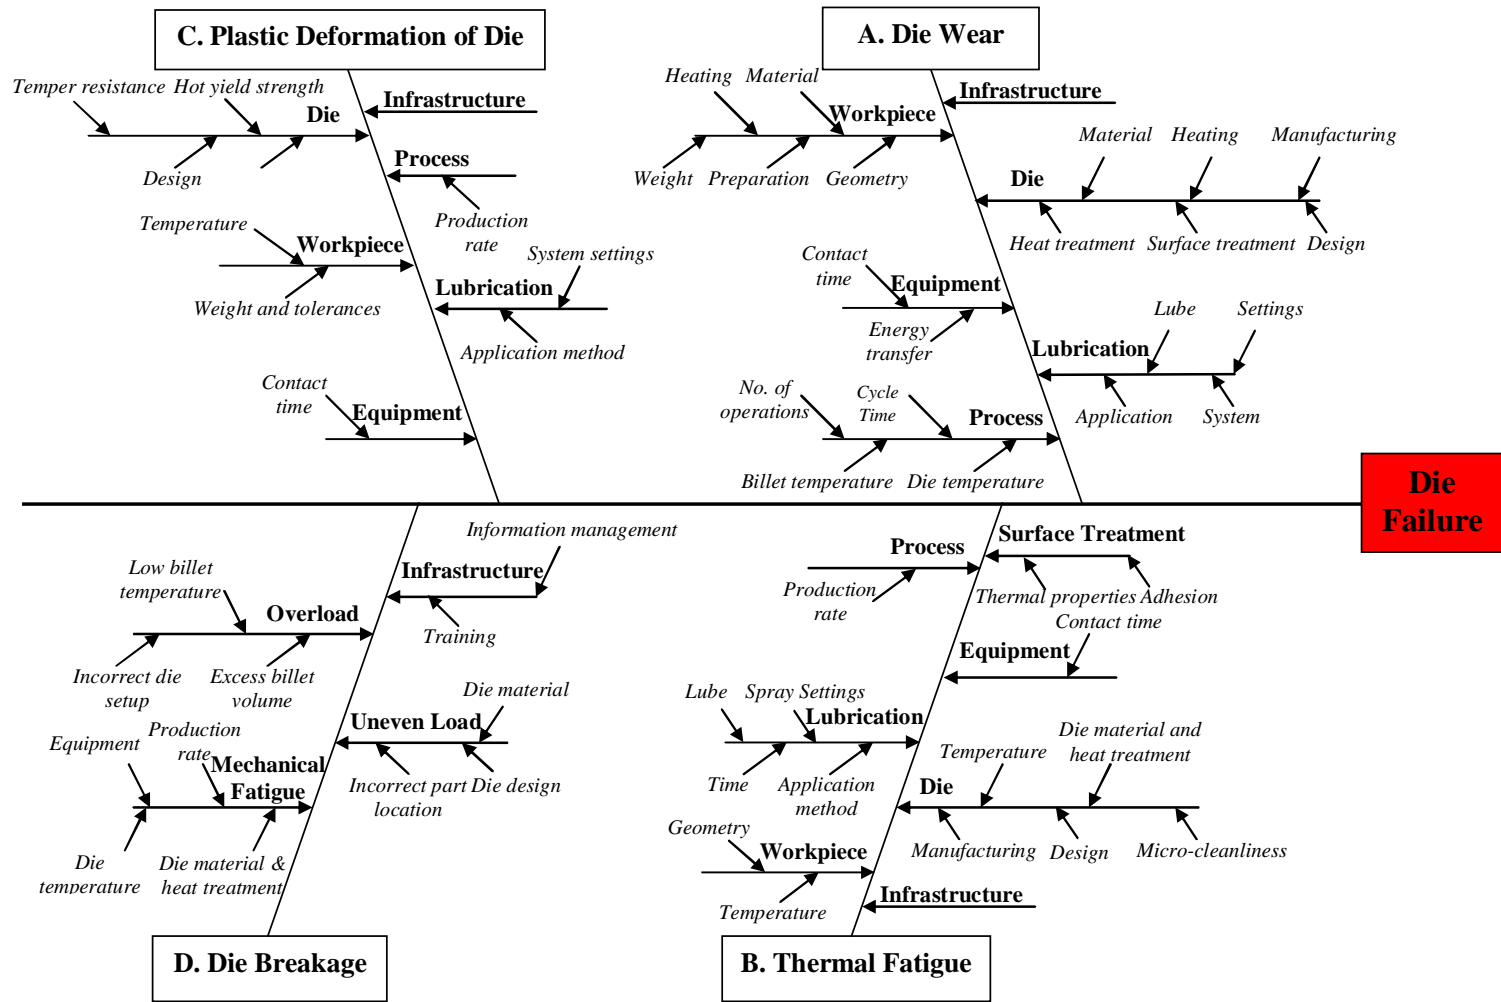 C. Plastic Deformation of Die
Temper resistance
Hot yield strength
Die
Design
Infrastructure
Process
Production
rate
Temperature
Workpiece
Weight and tolerances
System settings
Lubrication
Application method
Contact
time
Equipment
A. Die Wear
Heating
Material
Workpiece
Weight
Preparation
Geometry
Infrastructure
Material
Heating
Manufacturing
Die
Heat treatment
Surface treatment
Design
Contact
time
Equipment
Energy
transfer
Lube
Settings
Lubrication
Application
System
No. of
operations
Cycle
Time
Process
Billet temperature
Die temperature
Die
Failure
Information management
Infrastructure
Training
Low billet
temperature
Overload
Incorrect die
setup
Excess billet
volume
Die material
Uneven Load
Incorrect part
location
Die design
Equipment
Production
rate
Mechanical
Fatigue
Die
temperature
Die material &
heat treatment
D. Die Breakage
Process
Production
rate
Surface Treatment
Thermal properties
Adhesion
Contact time
Equipment
Lube
Spray Settings
Lubrication
Time
Application
method
Temperature
Die material and
heat treatment
Die
Manufacturing
Design
Micro-cleanliness
Geometry
Workpiece
Temperature
Infrastructure
B. Thermal Fatigue